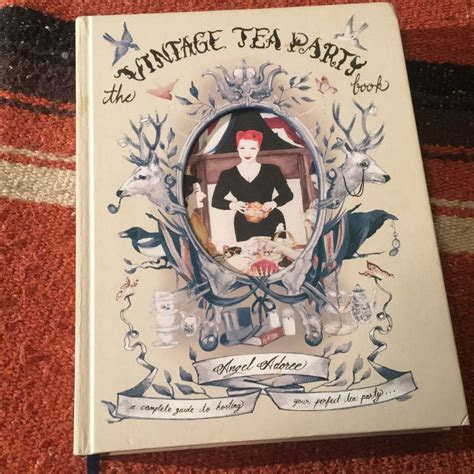 the VINTAGE TEA PARTY book
Angel Adoree
a complete guide to hosting your perfect tea party...